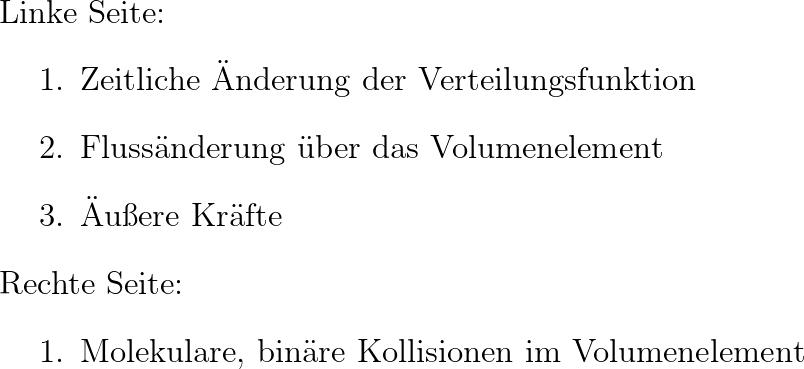 Linke Seite:
1. Zeitliche Änderung der Verteilungsfunktion
2. Flussänderung über das Volumenelement
3. Äußere Kräfte
Rechte Seite:
1. Molekulare, binäre Kollisionen im Volumenelement